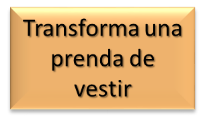 Transforma una
prenda de
vestir